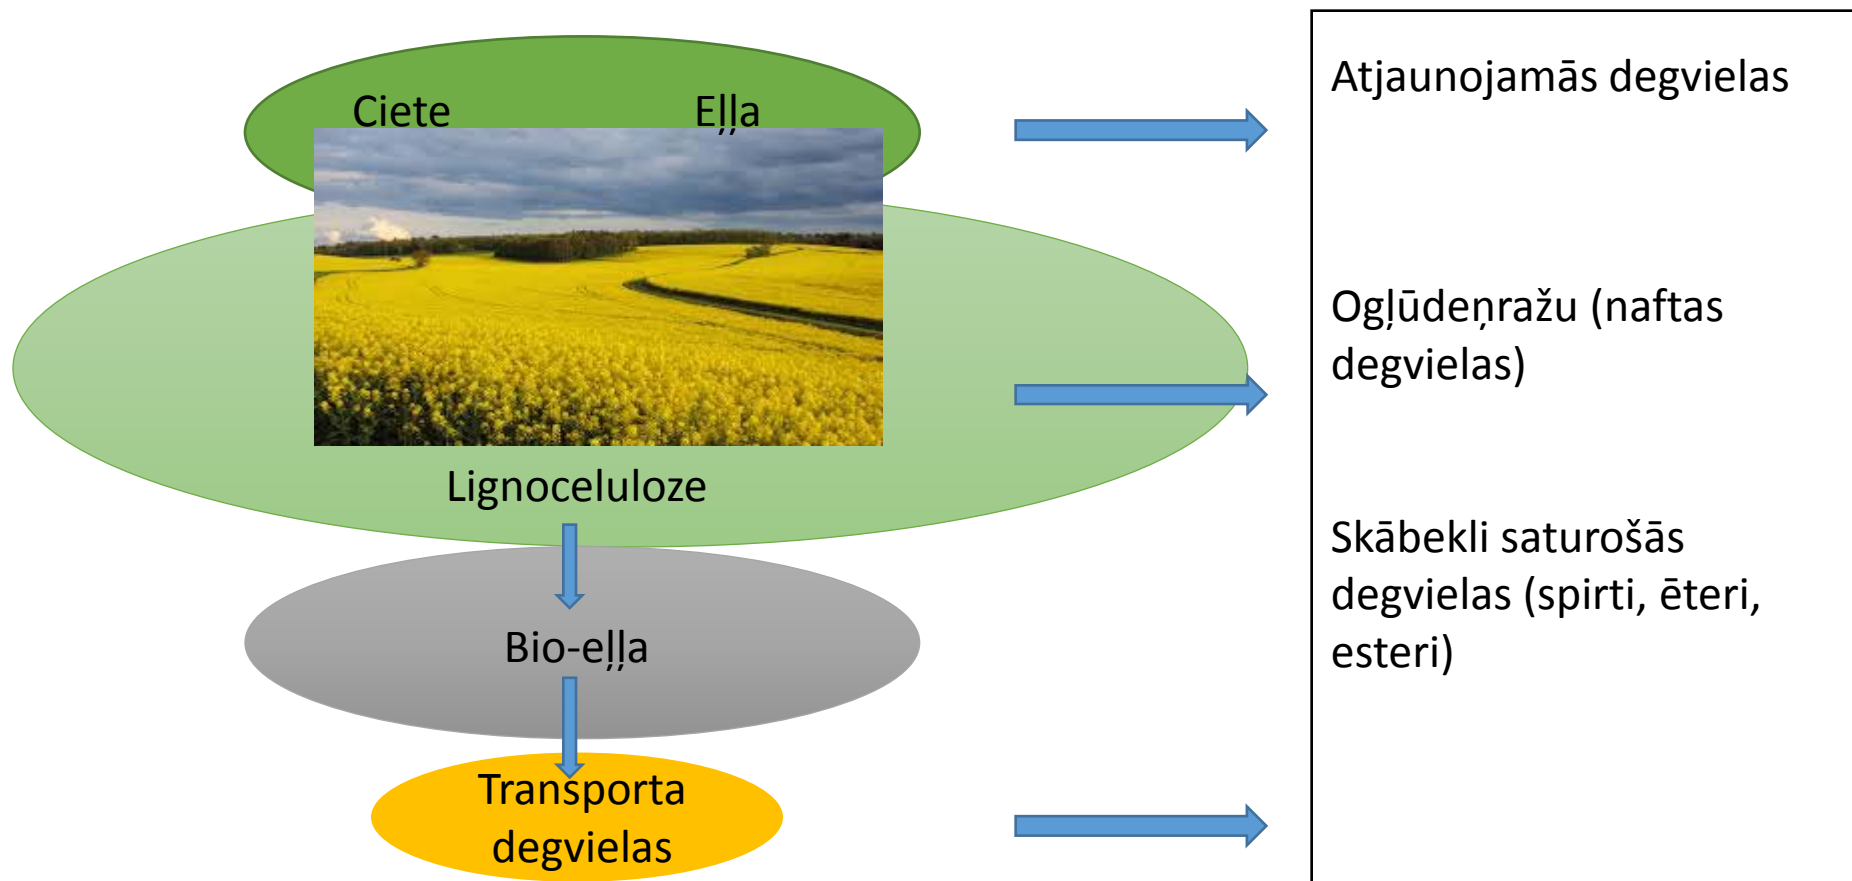 Ciete
Eļļa
Lignoceluloze
Bio-eļļa
Transporta
degvielas
Atjaunojamās degvielas
Ogļūdeņražu (naftas
degvielas)
Skābekli saturošās
degvielas (spirti, ēteri,
esteri)